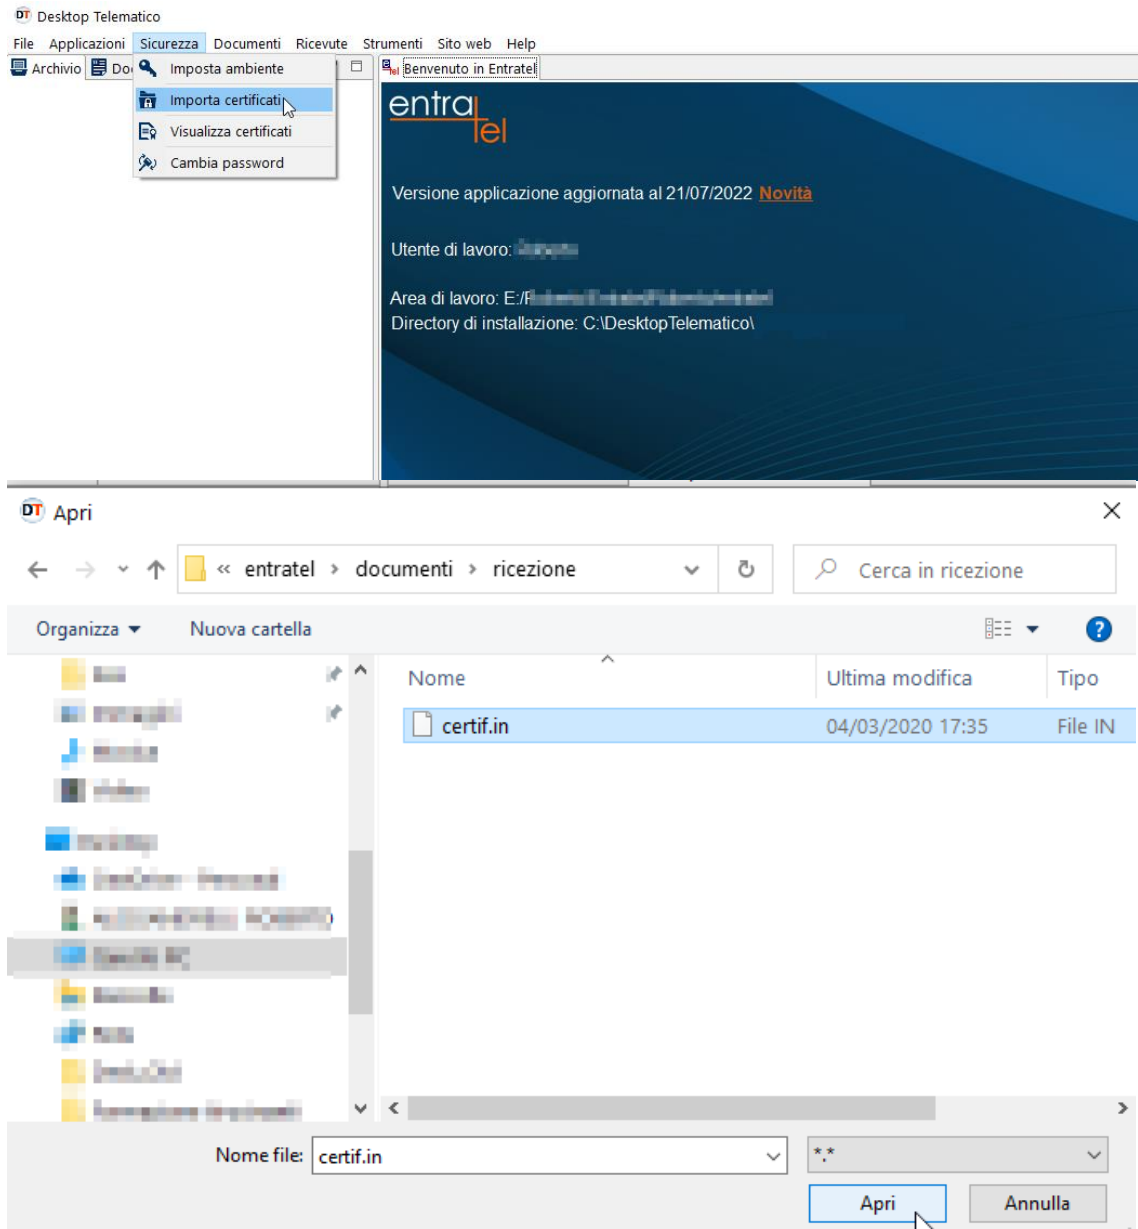 DT Desktop Telematico
File Applicazioni Sicurezza Documenti Ricevute Strumenti Sito web Help
Archivio Do
Imposta ambiente
Importa certificati
Visualizza certificati
Cambia password
Benvenuto in Entratel
entratel
Versione applicazione aggiornata al 21/07/2022 Novità
Utente di lavoro:
Area di lavoro: E:/
Directory di installazione: C:\DesktopTelematico\
DT Apri
« entratel › documenti › ricezione
Cerca in ricezione
Organizza Nuova cartella
?
Nome Ultima modifica Tipo
certif.in 04/03/2020 17:35 File IN
Nome file: certif.in *.*
Apri Annulla